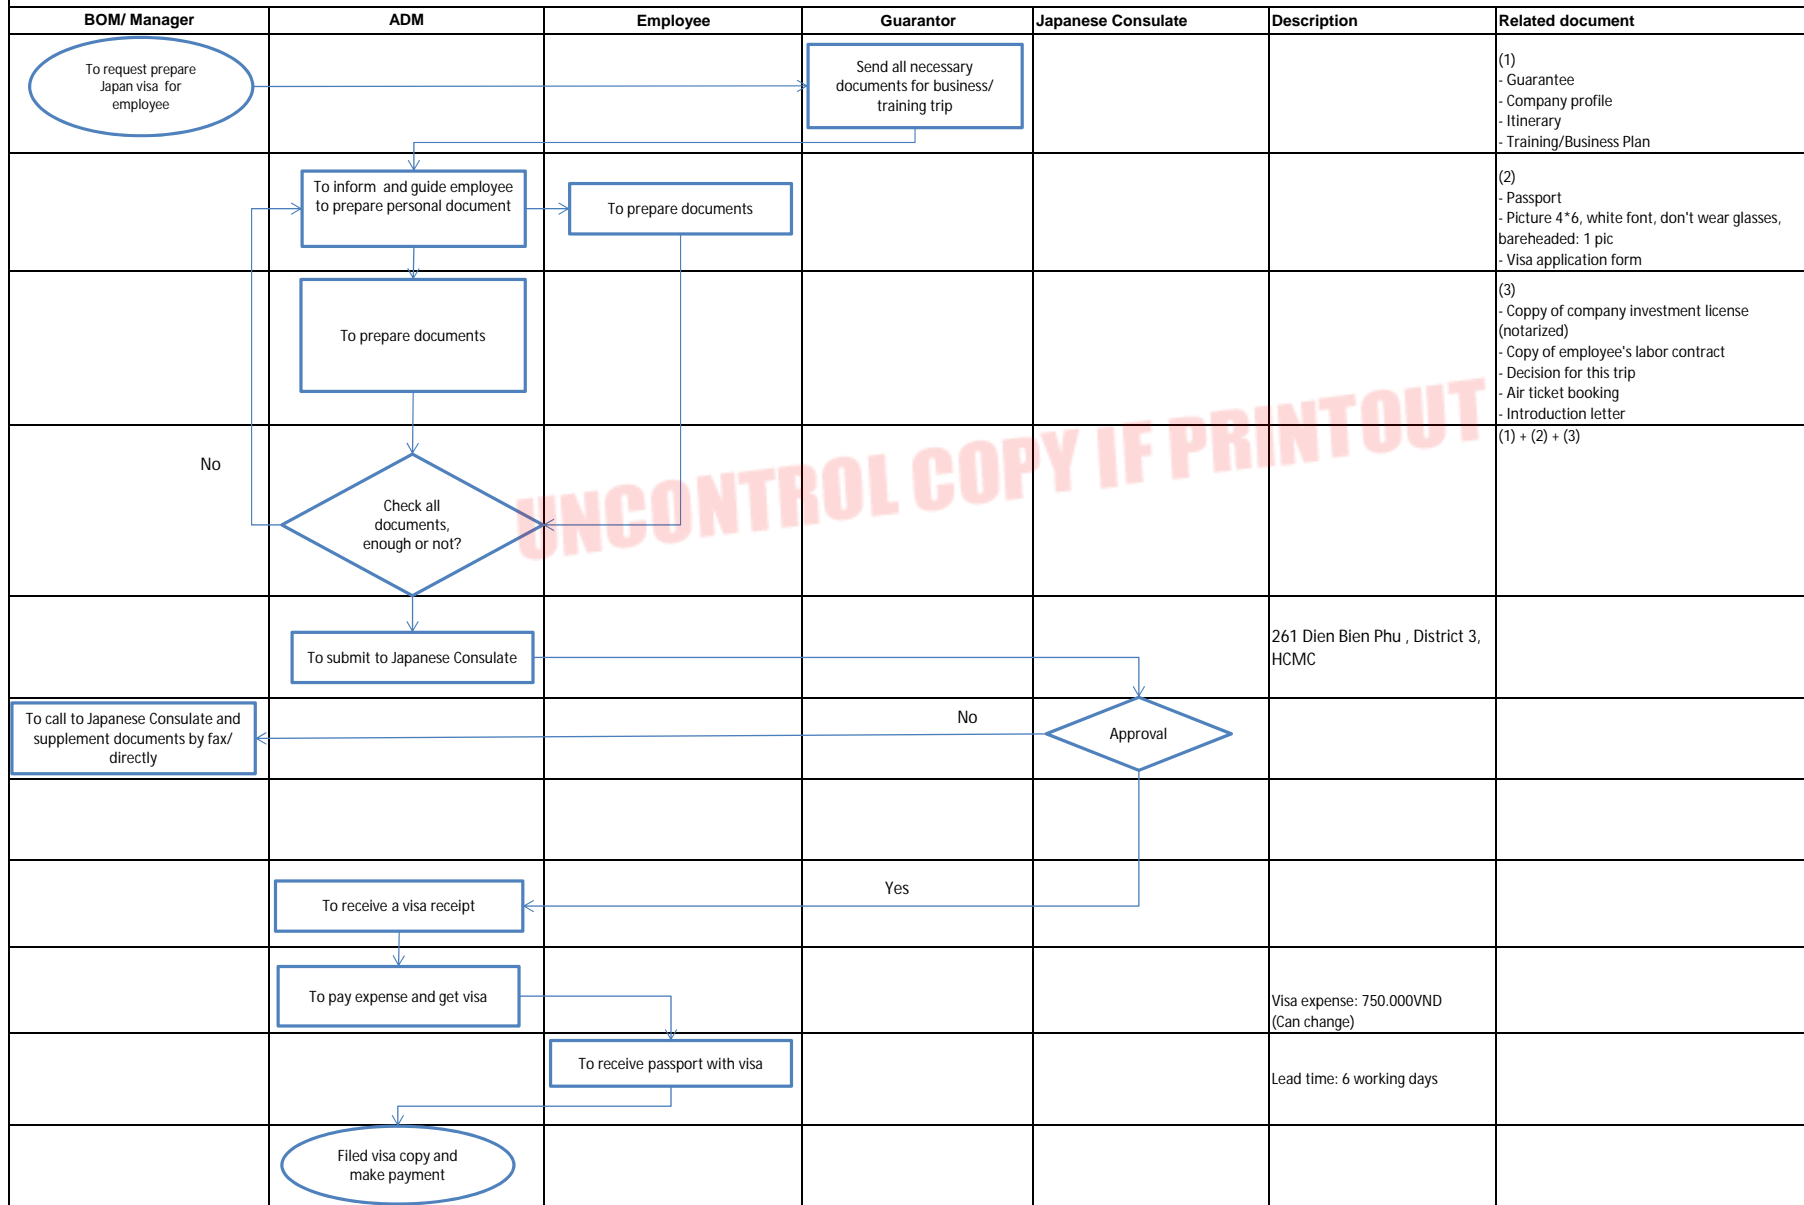 BOM/ Manager
ADM
Employee
Guarantor
Japanese Consulate
Description
Related document
To request prepare
Japan visa  for
employee
Send all necessary
documents for business/
training trip
(1)
- Guarantee
- Company profile
- Itinerary
- Training/Business Plan
To inform  and guide employee
to prepare personal document
To prepare documents
(2)
- Passport
- Picture 4*6, white font, don't wear glasses,
bareheaded: 1 pic
- Visa application form
To prepare documents
(3)
- Coppy of company investment license
(notarized)
- Copy of employee's labor contract
- Decision for this trip
- Air ticket booking
- Introduction letter
No
Check all
documents,
enough or not?
(1) + (2) + (3)
UNCONTROL COPY IF PRINTOUT
To submit to Japanese Consulate
261 Dien Bien Phu , District 3,
HCMC
To call to Japanese Consulate and
supplement documents by fax/
directly
No
Approval
To receive a visa receipt
Yes
To pay expense and get visa
Visa expense: 750.000VND
(Can change)
To receive passport with visa
Lead time: 6 working days
Filed visa copy and
make payment